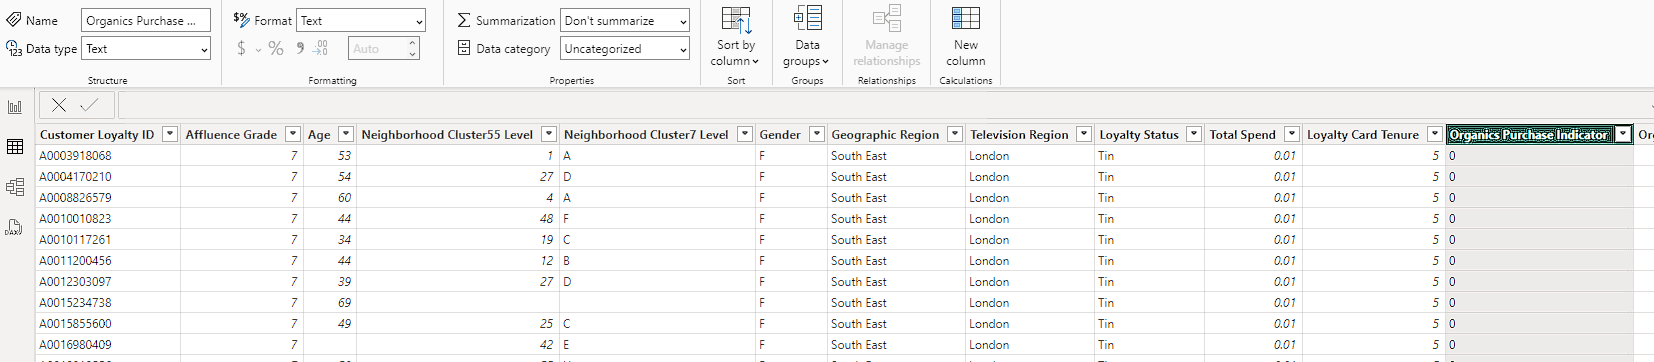 Name Organics Purchase ... $% Format Text Summarization Don't summarize
Data type Text $ % Auto Data category Uncategorized
Sort by column Data groups Manage relationships New column
Structure Formatting Properties Sort Groups Relationships Calculations
Customer Loyalty ID Affluence Grade Age Neighborhood Cluster55 Level Neighborhood Cluster7 Level Gender Geographic Region Television Region Loyalty Status Total Spend Loyalty Card Tenure Organics Purchase Indicator Or
A0003918068 7 53 1 A F South East London Tin 0.01 5 0
A0004170210 7 54 27 D F South East London Tin 0.01 5 0
A0008826579 7 60 4 A F South East London Tin 0.01 5 0
A0010010823 7 44 48 F F South East London Tin 0.01 5 0
A0010117261 7 34 19 C F South East London Tin 0.01 5 0
A0011200456 7 44 12 B F South East London Tin 0.01 5 0
A0012303097 7 39 27 D F South East London Tin 0.01 5 0
A0015234738 7 69 F South East London Tin 0.01 5 0
A0015855600 7 49 25 C F South East London Tin 0.01 5 0
A0016980409 7 42 E F South East London Tin 0.01 5 0